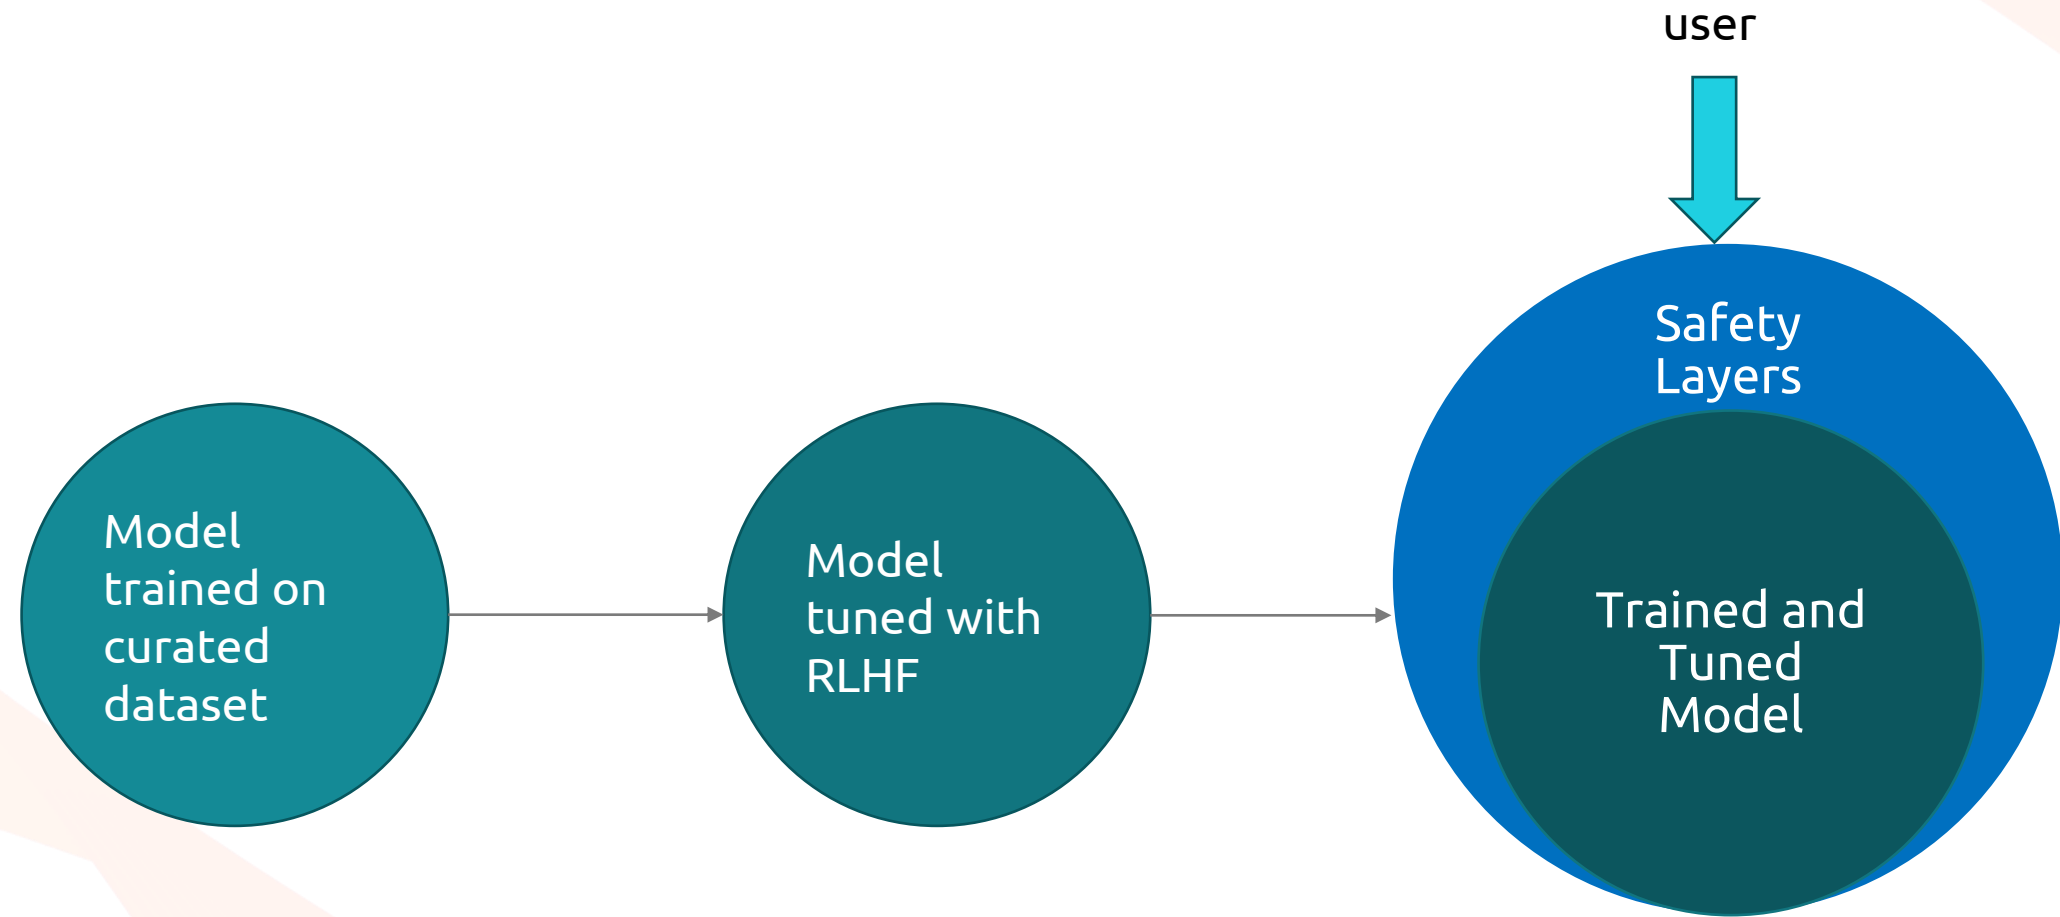 user
Safety
Layers
Model
trained on
curated
dataset
Model
tuned with
RLHF
Trained and
Tuned
Model